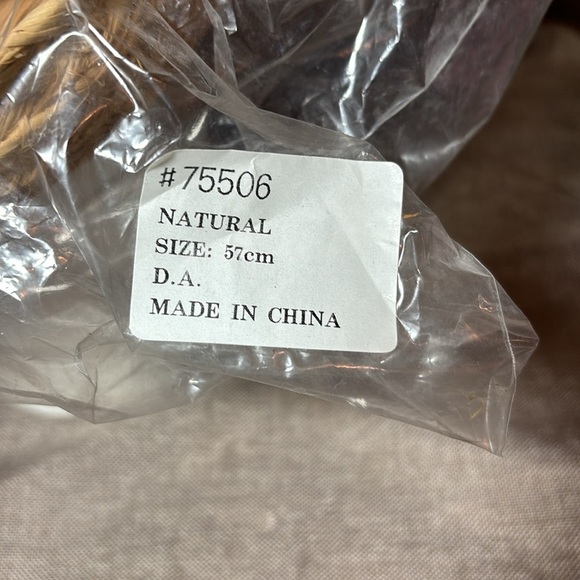 #75506
NATURAL
SIZE: 57cm
D.A.
MADE IN CHINA